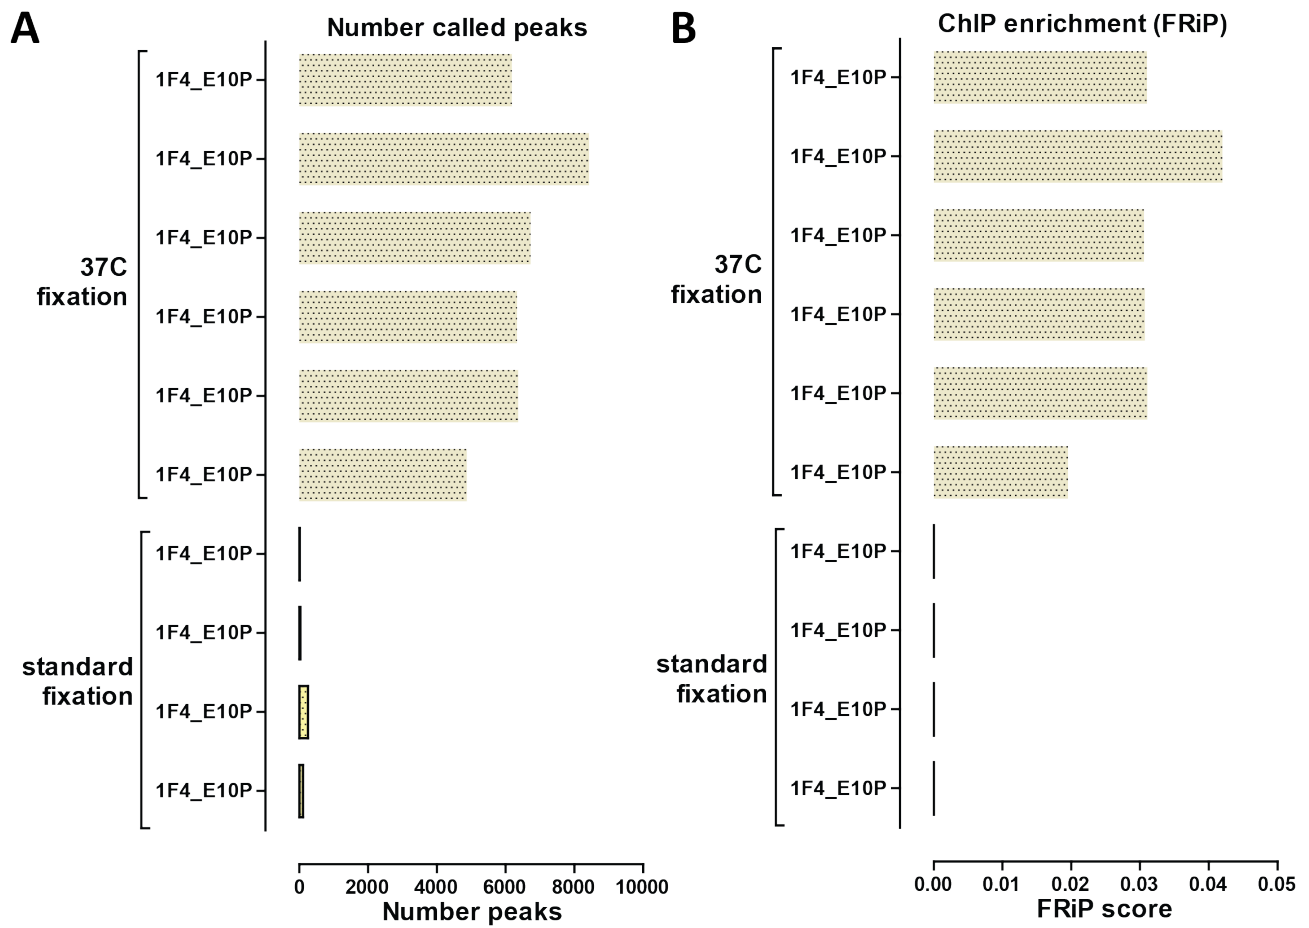 A
Number called peaks
1F4_E10P
1F4_E10P
1F4_E10P
1F4_E10P
1F4_E10P
1F4_E10P
1F4_E10P
1F4_E10P
1F4_E10P
1F4_E10P
37C
fixation
standard
fixation
0 2000 4000 6000 8000 10000
Number peaks
B
ChIP enrichment (FRiP)
1F4_E10P
1F4_E10P
1F4_E10P
1F4_E10P
1F4_E10P
1F4_E10P
1F4_E10P
1F4_E10P
1F4_E10P
1F4_E10P
37C
fixation
standard
fixation
0.00 0.01 0.02 0.03 0.04 0.05
FRiP score